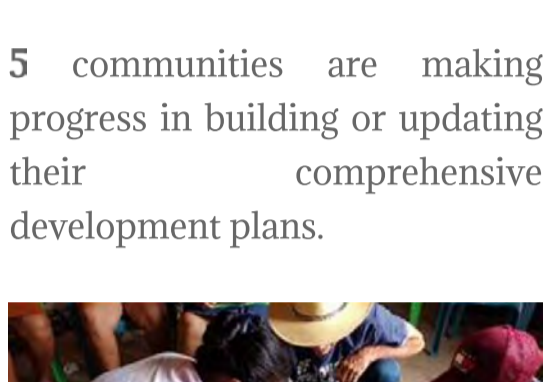 5 communities are making
progress in building or updating
their comprehensive
development plans.